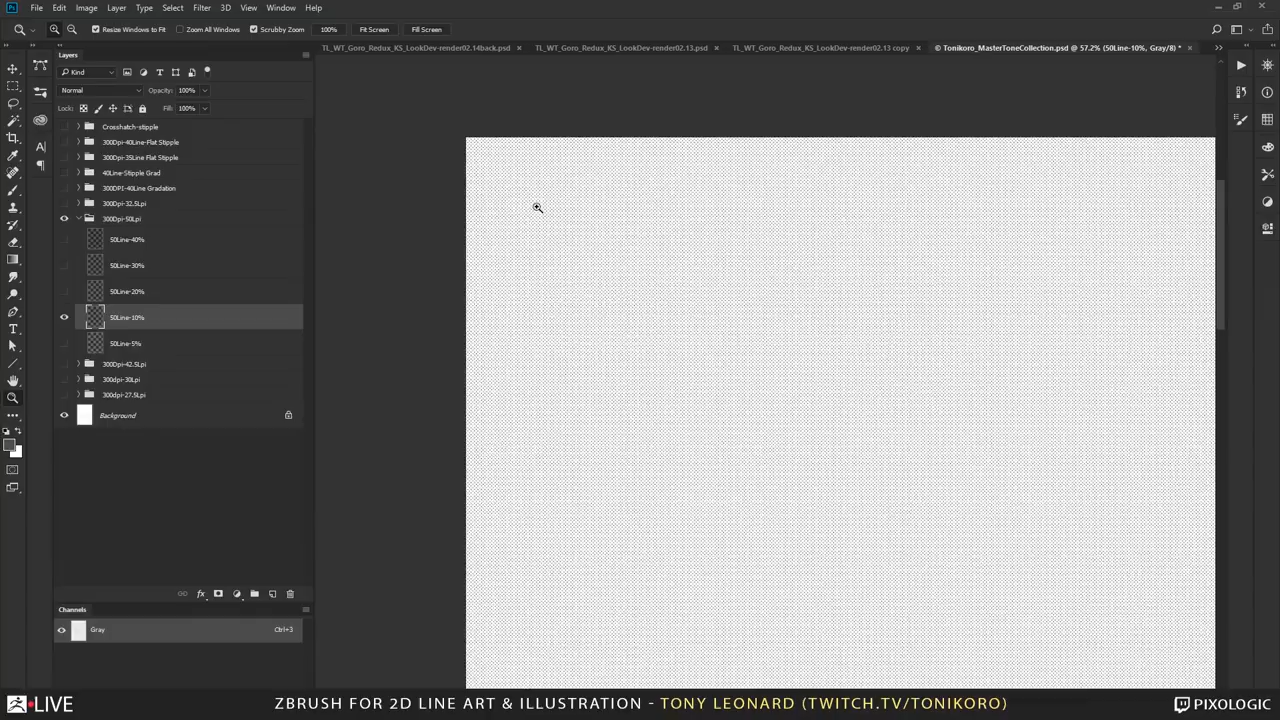 Ps File Edit Image Layer Type Select Filter 3D View Window Help
Resize Windows to Fit Zoom All Windows Scrubby Zoom 100% Fit Screen Fill Screen
Layers
TL_WT_Goro_Redux_KS_LookDev-render02.14back.psd × TL_WT_Goro_Redux_KS_LookDev-render02.13.psd × TL_WT_Goro_Redux_KS_LookDev-render02.13 copy × © Tonikoro_MasterToneCollection.psd @ 57.2% (50Line-10%, Gray/8) * ×
Kind
Normal Opacity: 100%
Lock: Fill: 100%
Crosshatch-stipple
300Dpi-40Line-Flat Stipple
300Dpi-35Line Flat Stipple
40Line-Stipple Grad
300DPI-40Line Gradation
300Dpi-32.5Lpi
300Dpi-50Lpi
50Line-40%
50Line-30%
50Line-20%
50Line-10%
50Line-5%
300Dpi-42.5Lpi
300dpi-30Lpi
300dpi-27.5Lpi
Background
Channels
Gray Ctrl+3
LIVE ZBRUSH FOR 2D LINE ART & ILLUSTRATION - TONY LEONARD (TWITCH.TV/TONIKORO) PIXOLOGIC